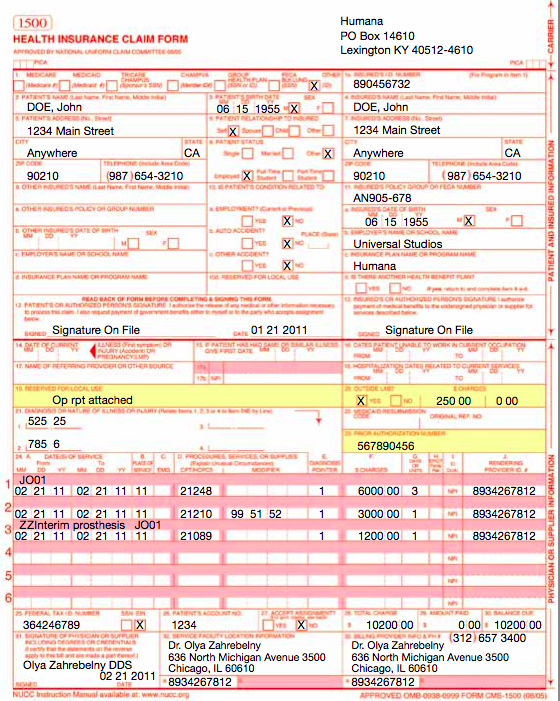 1500
Humana
PO Box 14610
Lexington KY 40512-4610
HEALTH INSURANCE CLAIM FORM
APPROVED BY NATIONAL UNIFORM CLAIM COMMITTEE 08/05
PICA PICA
CARRIER
1. MEDICARE MEDICAID TRICARE CHAMPUS CHAMPVA GROUP HEALTH PLAN FECA BLK LUNG OTHER 1a. INSURED'S I.D. NUMBER (For Program in Item 1)
(Medicare #) (Medicaid #) (Sponsor's SSN) (Member ID#) (SSN or ID) (SSN) X (ID) 890456732
2. PATIENT'S NAME (Last Name, First Name, Middle Initial) 3. PATIENT'S BIRTH DATE SEX 4. INSURED'S NAME (Last Name, First Name, Middle Initial)
DOE, John 06 15 1955 M X F DOE, John
5. PATIENT'S ADDRESS (No., Street) 6. PATIENT RELATIONSHIP TO INSURED 7. INSURED'S ADDRESS (No., Street)
1234 Main Street Self X Spouse Child Other 1234 Main Street
CITY STATE 8. PATIENT STATUS CITY STATE
Anywhere CA Single Married Other X Anywhere CA
ZIP CODE TELEPHONE (Include Area Code) ZIP CODE TELEPHONE (Include Area Code)
90210 (987) 654-3210 Employed X Full-Time Student Part-Time Student 90210 (987) 654-3210
9. OTHER INSURED'S NAME (Last Name, First Name, Middle Initial) 10. IS PATIENT'S CONDITION RELATED TO: 11. INSURED'S POLICY GROUP OR FECA NUMBER
AN905-678
a. OTHER INSURED'S POLICY OR GROUP NUMBER a. EMPLOYMENT? (Current or Previous) a. INSURED'S DATE OF BIRTH SEX
YES X NO 06 15 1955 M X F
b. OTHER INSURED'S DATE OF BIRTH SEX b. AUTO ACCIDENT? PLACE (State) b. EMPLOYER'S NAME OR SCHOOL NAME
MM DD YY M F YES X NO Universal Studios
c. EMPLOYER'S NAME OR SCHOOL NAME c. OTHER ACCIDENT? c. INSURANCE PLAN NAME OR PROGRAM NAME
YES X NO Humana
d. INSURANCE PLAN NAME OR PROGRAM NAME 10d. RESERVED FOR LOCAL USE d. IS THERE ANOTHER HEALTH BENEFIT PLAN?
YES NO If yes, return to and complete item 9 a-d.
READ BACK OF FORM BEFORE COMPLETING & SIGNING THIS FORM.
12. PATIENT'S OR AUTHORIZED PERSON'S SIGNATURE I authorize the release of any medical or other information necessary to process this claim. I also request payment of government benefits either to myself or to the party who accepts assignment below.
13. INSURED'S OR AUTHORIZED PERSON'S SIGNATURE I authorize payment of medical benefits to the undersigned physician or supplier for services described below.
SIGNED Signature On File DATE 01 21 2011 SIGNED Signature On File
PATIENT AND INSURED INFORMATION
14. DATE OF CURRENT: ILLNESS (First symptom) OR INJURY (Accident) OR PREGNANCY (LMP) 15. IF PATIENT HAS HAD SAME OR SIMILAR ILLNESS. GIVE FIRST DATE MM DD YY 16. DATES PATIENT UNABLE TO WORK IN CURRENT OCCUPATION
FROM TO
17. NAME OF REFERRING PROVIDER OR OTHER SOURCE 17a. 18. HOSPITALIZATION DATES RELATED TO CURRENT SERVICES
17b. NPI FROM TO
19. RESERVED FOR LOCAL USE 20. OUTSIDE LAB? $ CHARGES
Op rpt attached X YES NO 250 00 0 00
21. DIAGNOSIS OR NATURE OF ILLNESS OR INJURY (Relate Items 1, 2, 3 or 4 to Item 24E by Line) 22. MEDICAID RESUBMISSION CODE ORIGINAL REF. NO.
1. 525 25 3.
23. PRIOR AUTHORIZATION NUMBER
2. 785 6 4. 567890456
24. A. DATE(S) OF SERVICE B. C. D. PROCEDURES, SERVICES, OR SUPPLIES E. F. G. H. I. J.
From To PLACE OF SERVICE EMG (Explain Unusual Circumstances) DIAGNOSIS POINTER $ CHARGES DAYS OR UNITS ID. QUAL. RENDERING PROVIDER ID. #
MM DD YY MM DD YY CPT/HCPCS MODIFIER
JO01
1 02 21 11 02 21 11 11 21248 1 6000 00 3 NPI 8934267812
2 02 21 11 02 21 11 11 21210 99 51 52 1 3000 00 1 NPI 8934267812
ZZInterim prosthesis JO01
3 02 21 11 02 21 11 11 21089 1 1200 00 1 NPI 8934267812
4 NPI
5 NPI
6 NPI
25. FEDERAL TAX I.D. NUMBER SSN EIN 26. PATIENT'S ACCOUNT NO. 27. ACCEPT ASSIGNMENT? 28. TOTAL CHARGE 29. AMOUNT PAID 30. BALANCE DUE
364246789 X 1234 YES X NO $ 10200 00 $ 0 00 $ 10200 00
31. SIGNATURE OF PHYSICIAN OR SUPPLIER INCLUDING DEGREES OR CREDENTIALS (I certify that the statements on the reverse apply to this bill and are made a part thereof.) 32. SERVICE FACILITY LOCATION INFORMATION 33. BILLING PROVIDER INFO & PH # (312) 657 3400
Dr. Olya Zahrebelny Dr. Olya Zahrebelny
636 North Michigan Avenue 3500 636 North Michigan Avenue 3500
Olya Zahrebelny DDS Chicago, IL 60610 Chicago, IL 60610
02 21 2011
SIGNED DATE 8934267812 8934267812
PHYSICIAN OR SUPPLIER INFORMATION
NUCC Instruction Manual available at: www.nucc.org APPROVED OMB-0938-0999 FORM CMS-1500 (08/05)